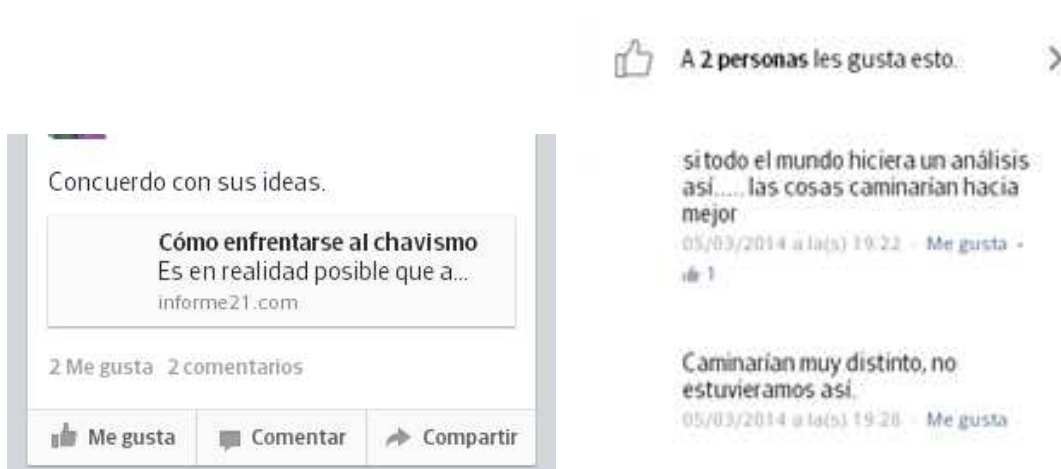 Concuerdo con sus ideas.
Cómo enfrentarse al chavismo
Es en realidad posible que a...
informe21.com
2 Me gusta 2 comentarios
Me gusta Comentar Compartir
A 2 personas les gusta esto.
si todo el mundo hiciera un análisis
así..... las cosas caminarían hacia
mejor
05/03/2014 a la(s) 19:22 · Me gusta ·
1
Caminarían muy distinto, no
estuvieramos así.
05/03/2014 a la(s) 19:28 · Me gusta